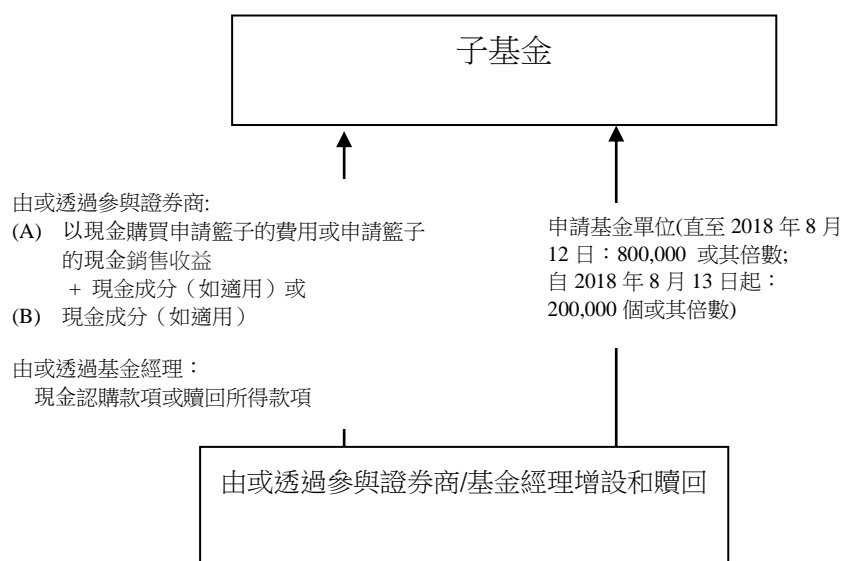 子基金
由或透過參與證券商:
(A) 以現金購買申請籃子的費用或申請籃子
的現金銷售收益
+ 現金成分（如適用）或
(B) 現金成分（如適用）
由或透過基金經理：
現金認購款項或贖回所得款項
申請基金單位(直至 2018 年 8 月
12 日：800,000 或其倍數;
自 2018 年 8 月 13 日起：
200,000 個或其倍數)
由或透過參與證券商/基金經理增設和贖回